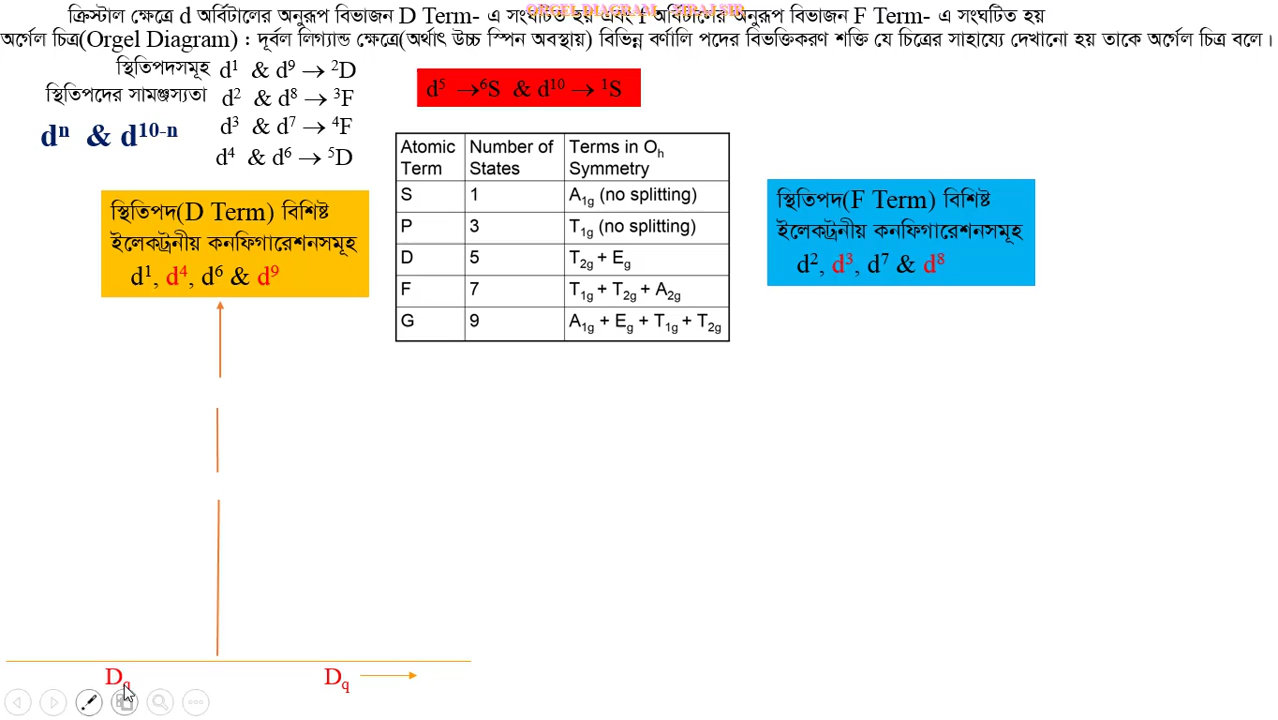 ক্রিস্টাল ক্ষেত্রে d অর্বিটালের অনুরূপ বিভাজন D Term- এ সংঘটিত হয় এবং f অর্বিটালের অনুরূপ বিভাজন F Term- এ সংঘটিত হয়
ORGEL DIAGRAAL
অর্গেল চিত্র(Orgel Diagram) : দূর্বল লিগ্যান্ড ক্ষেত্রে(অর্থাৎ উচ্চ স্পিন অবস্থায়) বিভিন্ন বর্ণালি পদের বিভক্তিকরণ শক্তি যে চিত্রের সাহায্যে দেখানো হয় তাকে অর্গেল চিত্র বলে।
স্থিতিপদসমূহ d¹ & d⁹ → ²D
স্থিতিপদের সামঞ্জস্যতা d² & d⁸ → ³F
dⁿ & d¹⁰⁻ⁿ
d³ & d⁷ → ⁴F
d⁴ & d⁶ → ⁵D
d⁵ →⁶S & d¹⁰ → ¹S
Atomic Term Number of States Terms in Oₕ Symmetry
S 1 A1g (no splitting)
P 3 T1g (no splitting)
D 5 T2g + Eg
F 7 T1g + T2g + A2g
G 9 A1g + Eg + T1g + T2g
স্থিতিপদ(D Term) বিশিষ্ট
ইলেকট্রনীয় কনফিগারেশনসমূহ
d¹, d⁴, d⁶ & d⁹
স্থিতিপদ(F Term) বিশিষ্ট
ইলেকট্রনীয় কনফিগারেশনসমূহ
d², d³, d⁷ & d⁸
Dq Dq →